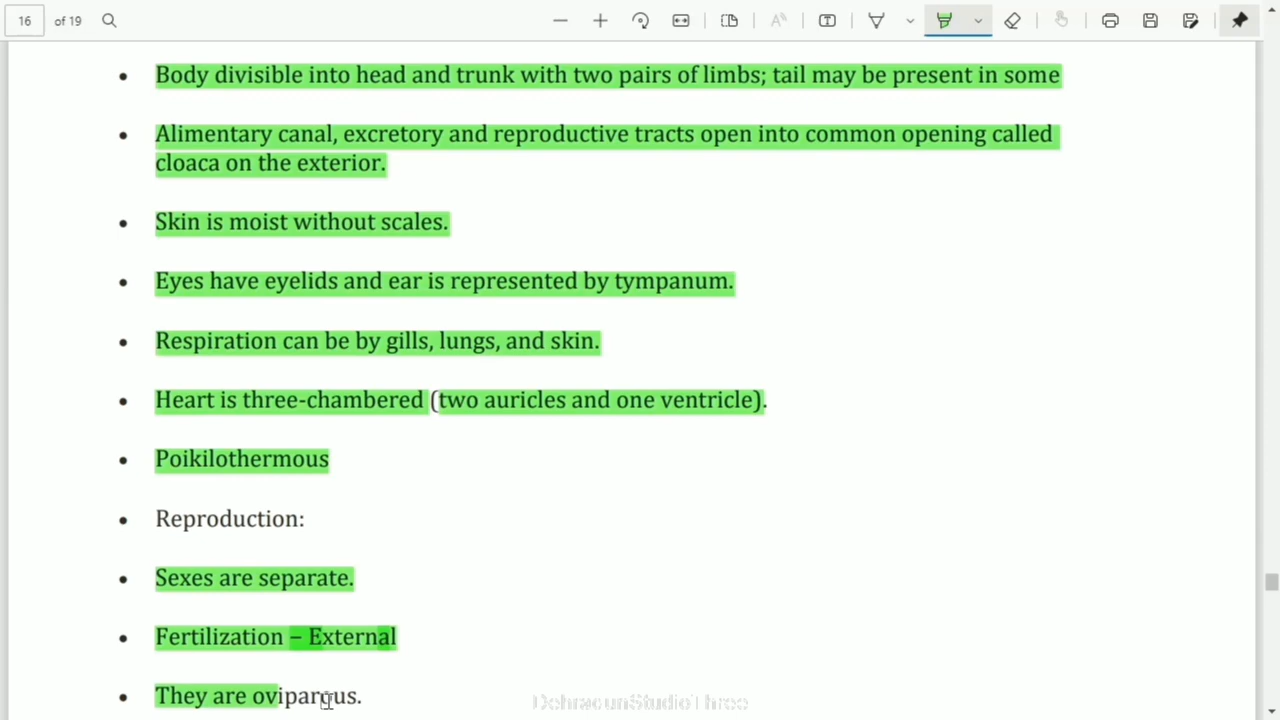 16 of 19
Body divisible into head and trunk with two pairs of limbs; tail may be present in some
Alimentary canal, excretory and reproductive tracts open into common opening called
cloaca on the exterior.
Skin is moist without scales.
Eyes have eyelids and ear is represented by tympanum.
Respiration can be by gills, lungs, and skin.
Heart is three-chambered (two auricles and one ventricle).
Poikilothermous
Reproduction:
Sexes are separate.
Fertilization – External
They are oviparous.
DehradunStudioThree